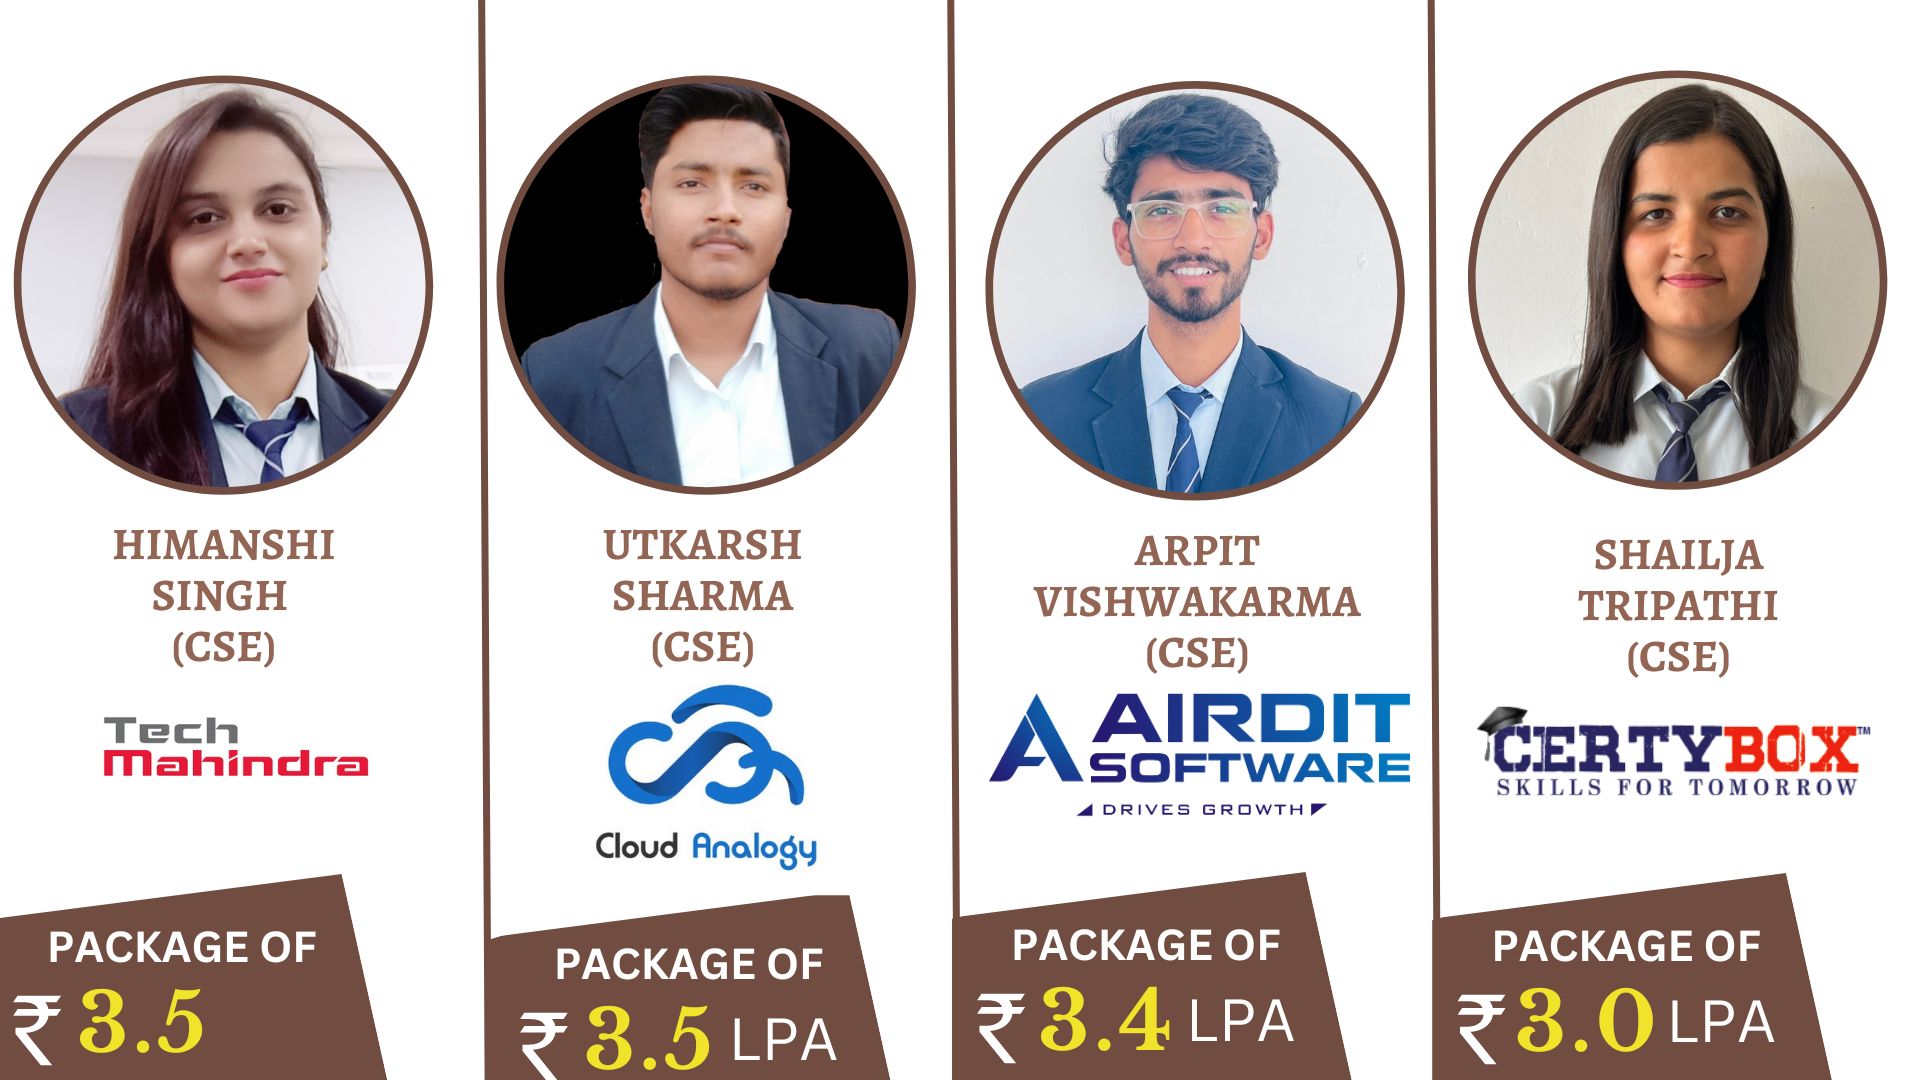 HIMANSHI
SINGH
(CSE)
Tech
Mahindra
PACKAGE OF
₹ 3.5
UTKARSH
SHARMA
(CSE)
Cloud Analogy
PACKAGE OF
₹ 3.5 LPA
ARPIT
VISHWAKARMA
(CSE)
AIRDIT
SOFTWARE
DRIVES GROWTH
PACKAGE OF
₹ 3.4 LPA
SHAILJA
TRIPATHI
(CSE)
CERTYBOX™
SKILLS FOR TOMORROW
PACKAGE OF
₹ 3.0 LPA